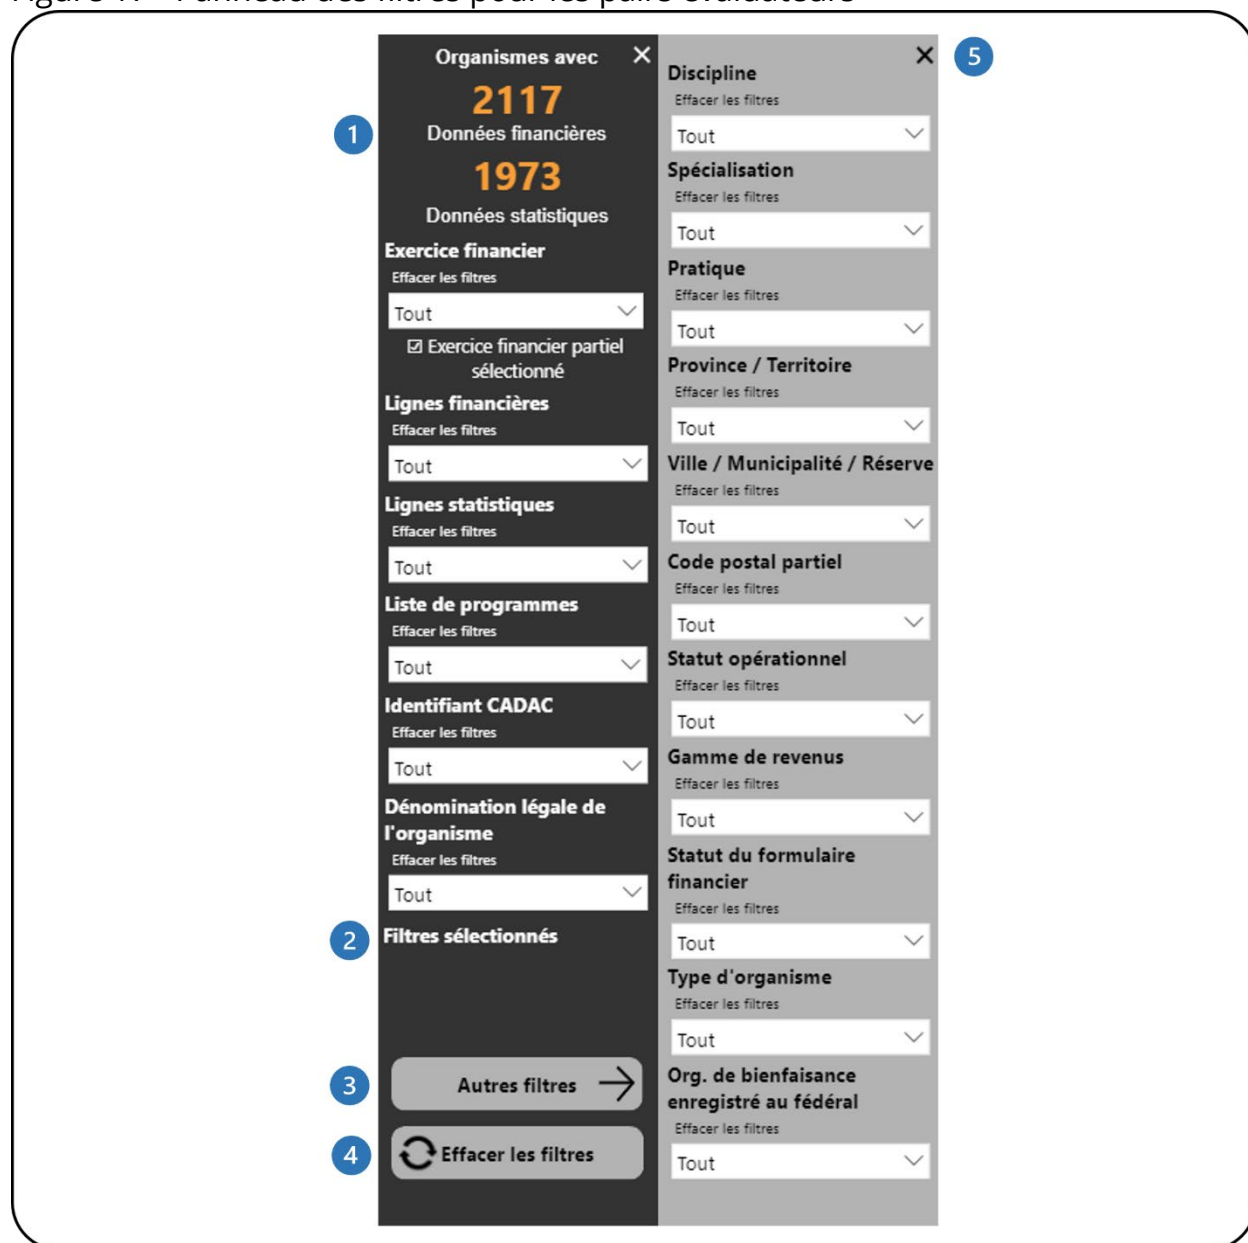 Organismes avec
2117
1
Données financières
1973
Données statistiques
Exercice financier
Effacer les filtres
Tout
Exercice financier partiel
sélectionné
Lignes financières
Effacer les filtres
Tout
Lignes statistiques
Effacer les filtres
Tout
Liste de programmes
Effacer les filtres
Tout
Identifiant CADAC
Effacer les filtres
Tout
Dénomination légale de
l'organisme
Effacer les filtres
Tout
2
Filtres sélectionnés
3
Autres filtres
4
Effacer les filtres
5
Discipline
Effacer les filtres
Tout
Spécialisation
Effacer les filtres
Tout
Pratique
Effacer les filtres
Tout
Province / Territoire
Effacer les filtres
Tout
Ville / Municipalité / Réserve
Effacer les filtres
Tout
Code postal partiel
Effacer les filtres
Tout
Statut opérationnel
Effacer les filtres
Tout
Gamme de revenus
Effacer les filtres
Tout
Statut du formulaire
financier
Effacer les filtres
Tout
Type d'organisme
Effacer les filtres
Tout
Org. de bienfaisance
enregistré au fédéral
Effacer les filtres
Tout